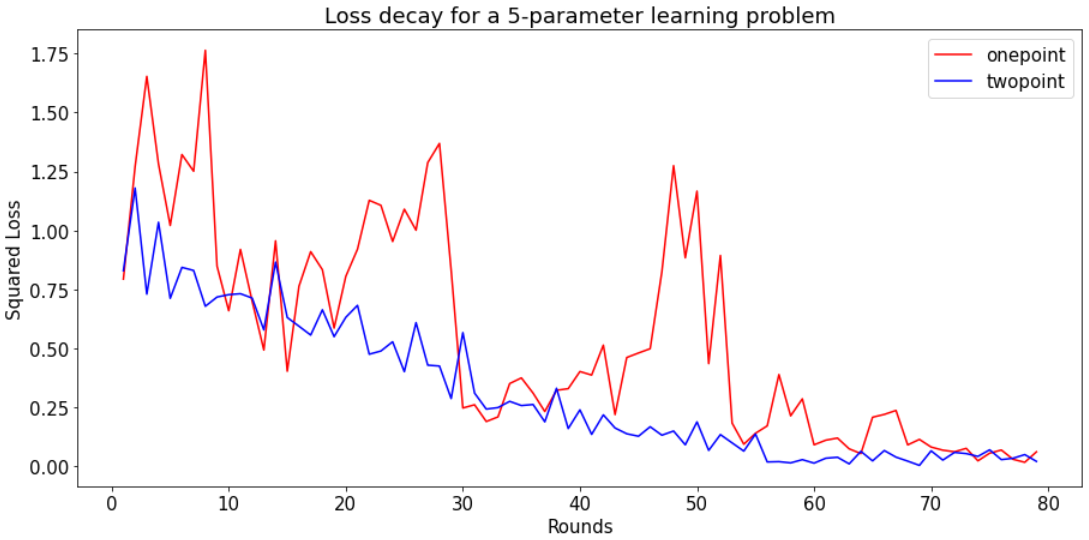 Loss decay for a 5-parameter learning problem
onepoint
twopoint
Squared Loss
1.75
1.50
1.25
1.00
0.75
0.50
0.25
0.00
0 10 20 30 40 50 60 70 80
Rounds